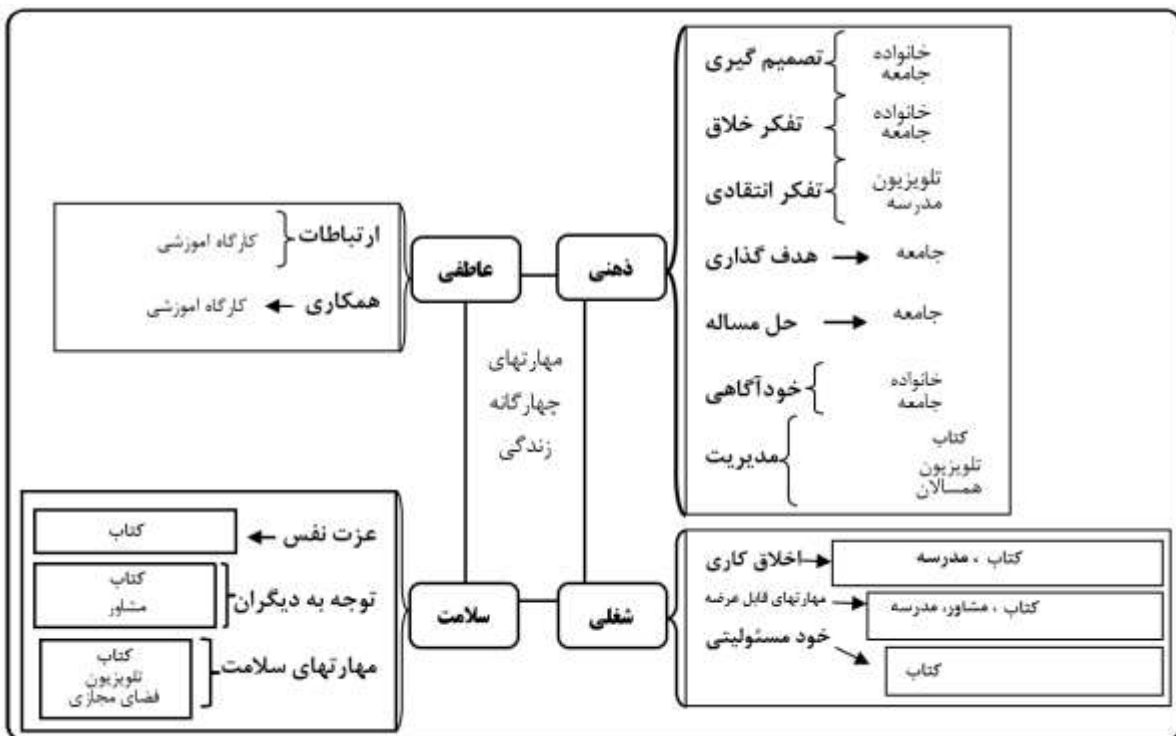 تصمیم گیری
خانواده
جامعه
تفکر خلاق
خانواده
جامعه
تفکر انتقادی
تلویزیون
مدرسه
هدف گذاری
جامعه
حل مساله
جامعه
خودآگاهی
خانواده
جامعه
مدیریت
کتاب
تلویزیون
همسالان
ذهنی
عاطفی
ارتباطات
کارگاه اموزشی
همکاری
کارگاه اموزشی
مهارتهای
چهارگانه
زندگی
شغلی
اخلاق کاری
کتاب ، مدرسه
مهارتهای قابل عرضه
کتاب ، مشاور، مدرسه
خود مسئولیتی
کتاب
سلامت
عزت نفس
کتاب
توجه به دیگران
کتاب
مشاور
مهارتهای سلامت
کتاب
تلویزیون
فضای مجازی